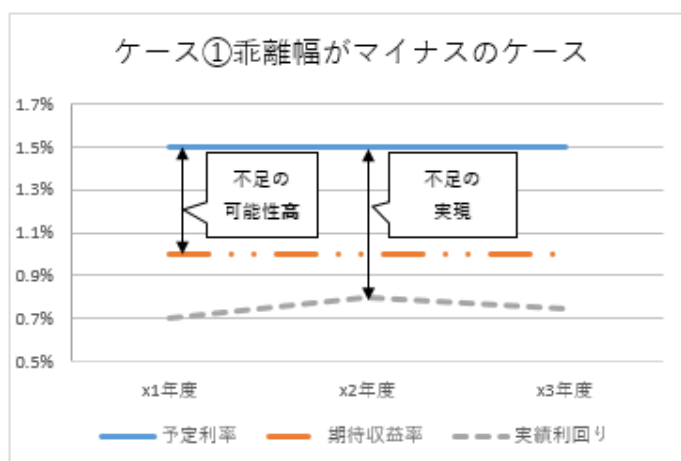 ケース①乖離幅がマイナスのケース
1.7%
1.5%
1.3%
1.1%
0.9%
0.7%
0.5%
不足の
可能性高
不足の
実現
x1年度
x2年度
x3年度
予定利率
期待収益率
実績利回り